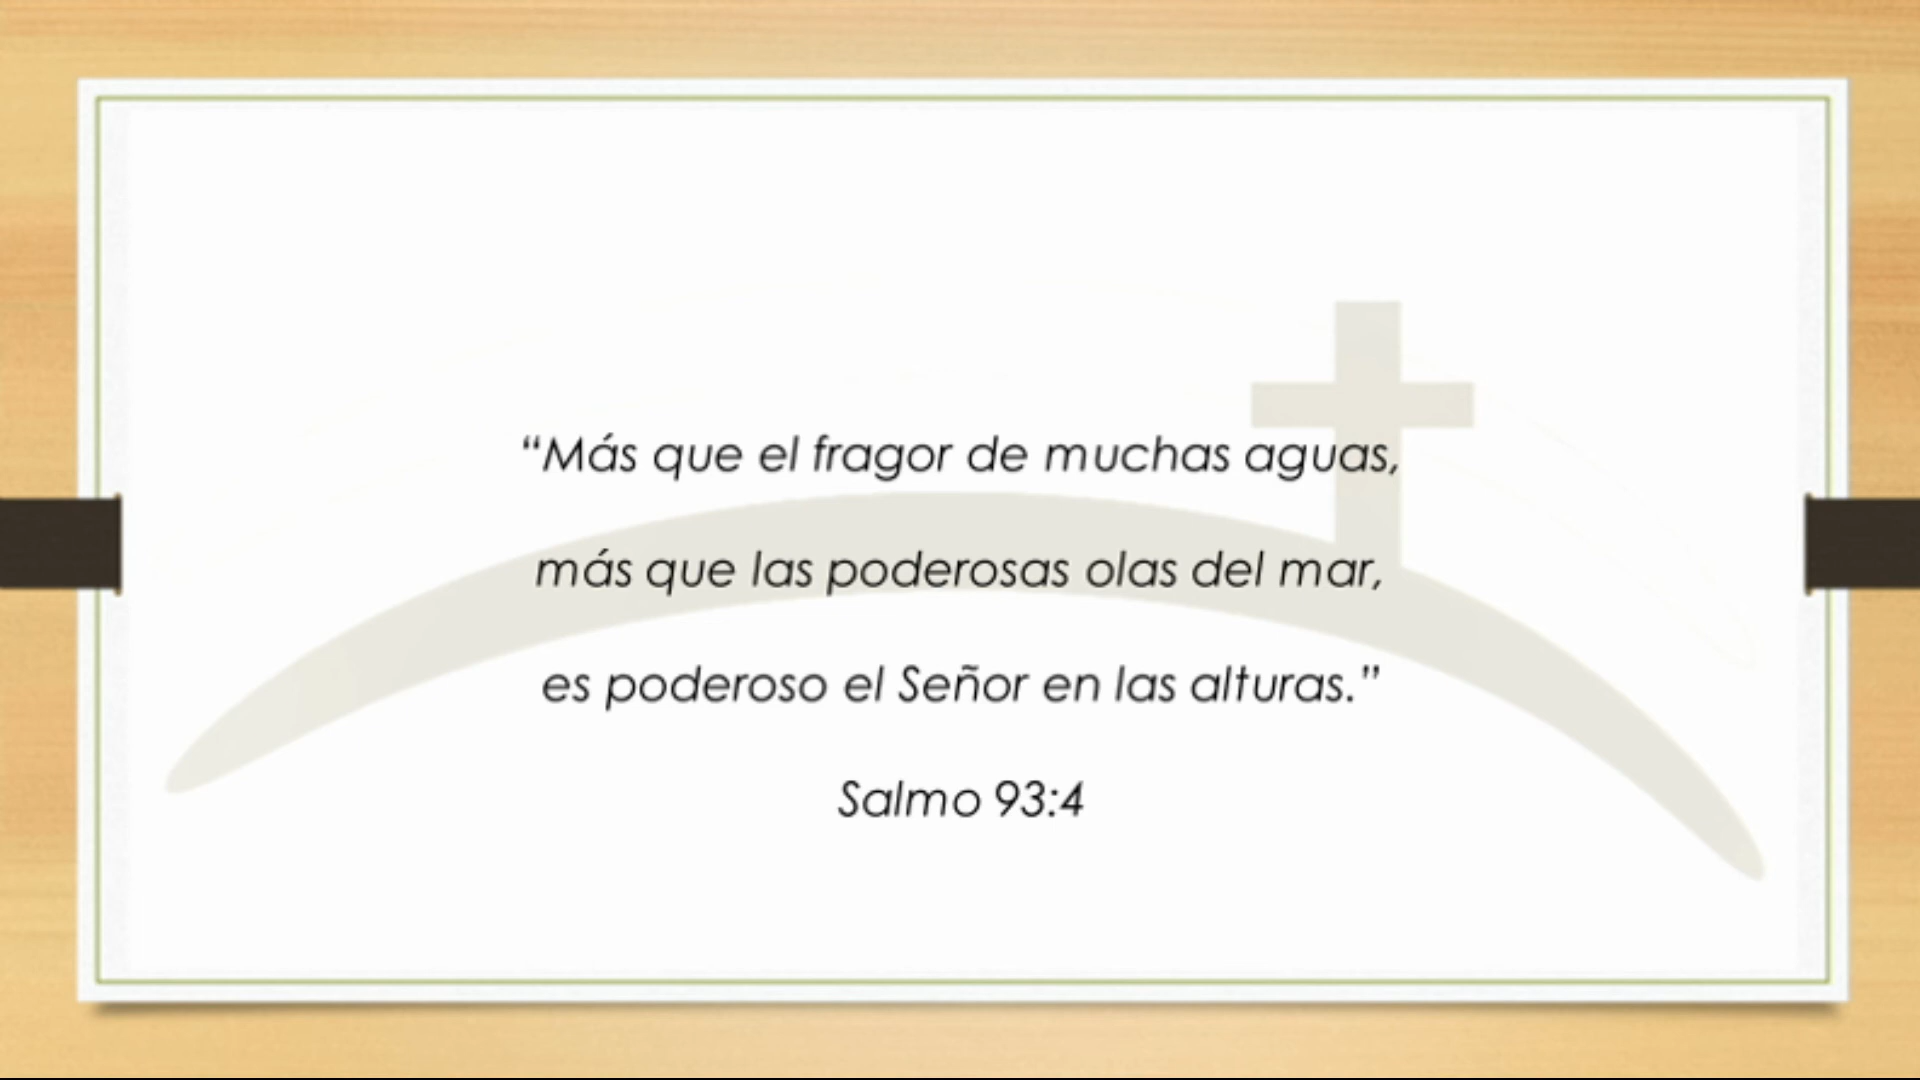 “Más que el fragor de muchas aguas,
más que las poderosas olas del mar,
es poderoso el Señor en las alturas.”
Salmo 93:4